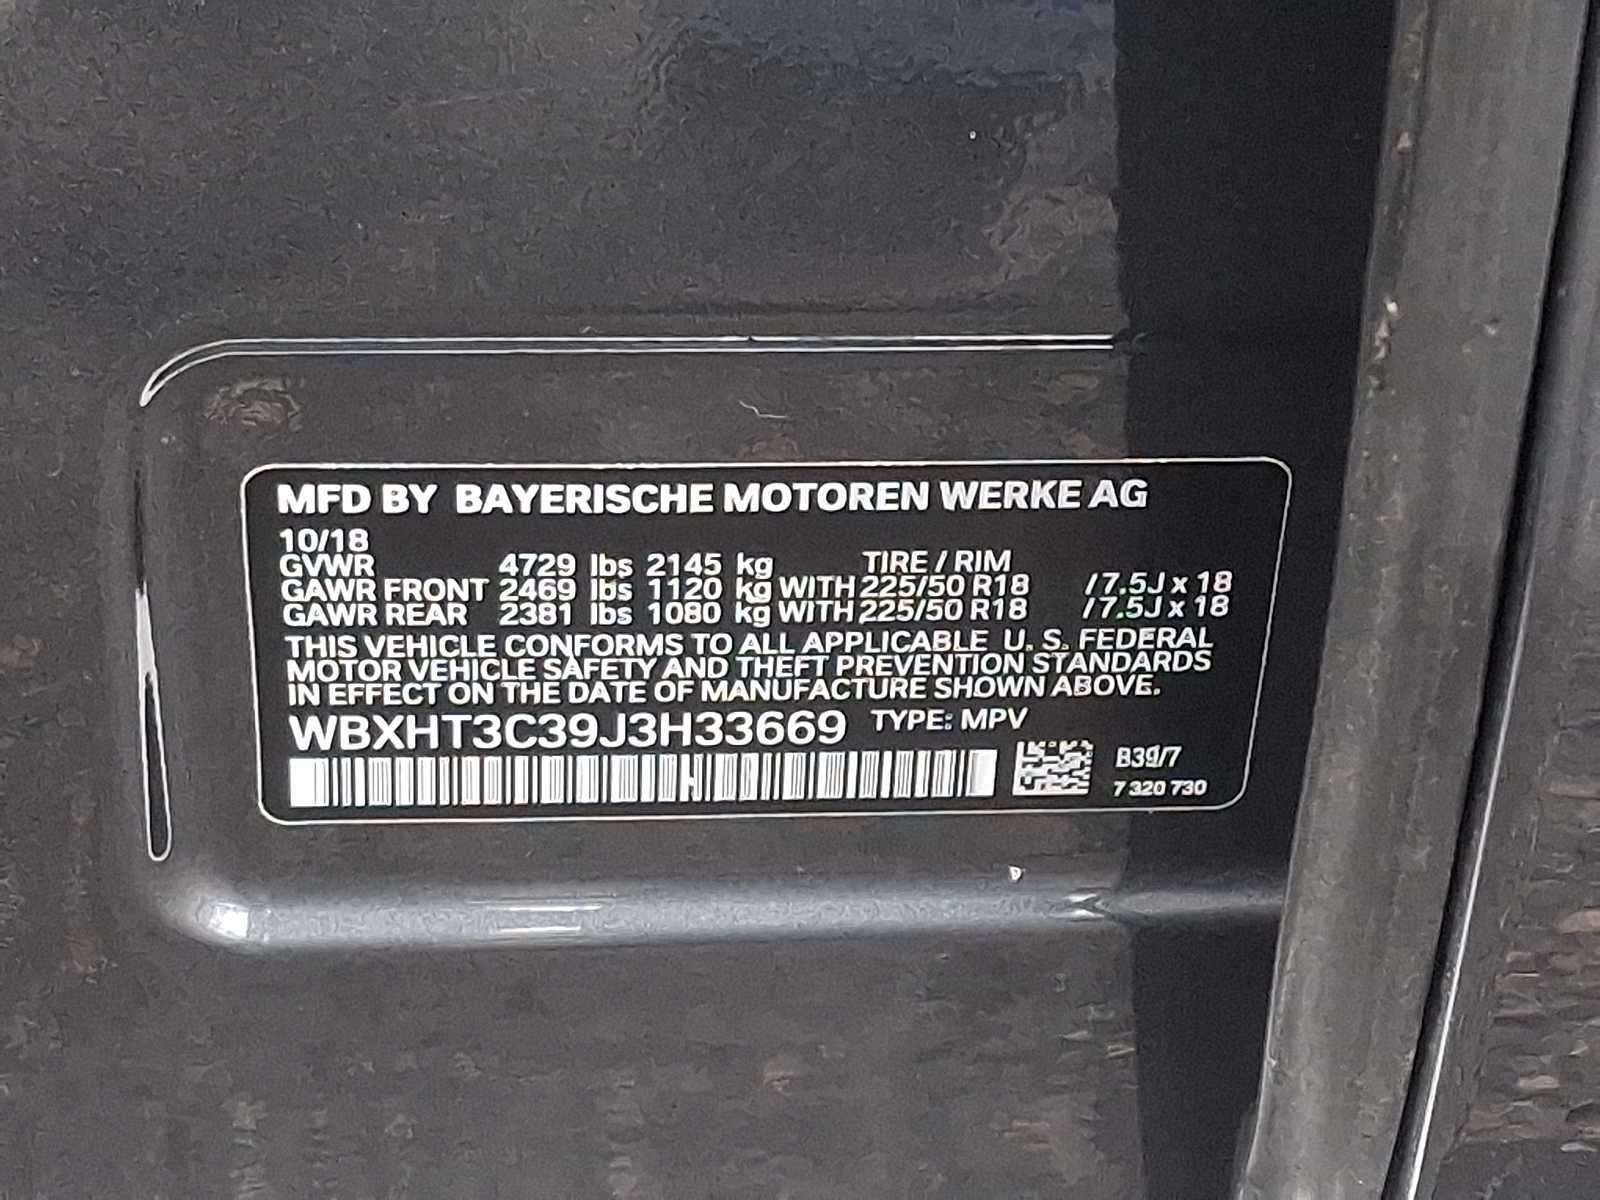 MFD BY BAYERISCHE MOTOREN WERKE AG
10/18
GVWR 4729 lbs 2145 kg TIRE / RIM
GAWR FRONT 2469 lbs 1120 kg WITH 225/50 R18 / 7.5J x 18
GAWR REAR 2381 lbs 1080 kg WITH 225/50 R18 / 7.5J x 18
THIS VEHICLE CONFORMS TO ALL APPLICABLE U. S. FEDERAL
MOTOR VEHICLE SAFETY AND THEFT PREVENTION STANDARDS
IN EFFECT ON THE DATE OF MANUFACTURE SHOWN ABOVE.
WBXHT3C39J3H33669 TYPE: MPV
B39/7
7 320 730